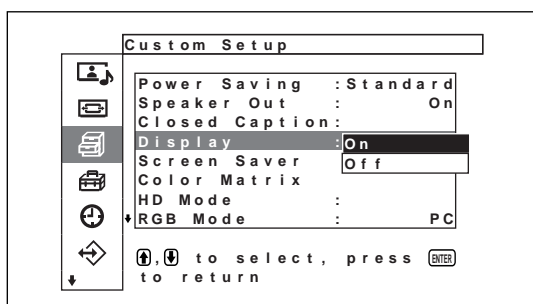 Custom Setup
Power Saving :Standard
Speaker Out : On
Closed Caption:
Display :On
Off
Screen Saver
Color Matrix
HD Mode :
RGB Mode : PC
, to select, press ENTER
to return